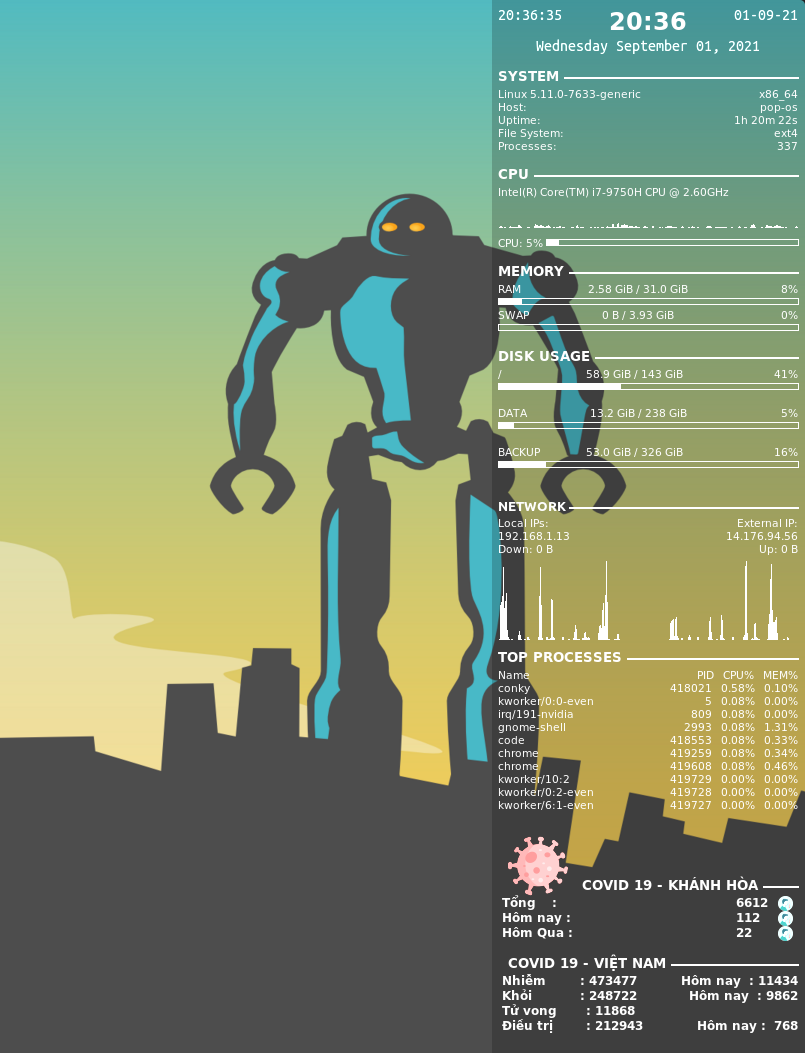 20:36:35 20:36 01-09-21
Wednesday September 01, 2021
SYSTEM
Linux 5.11.0-7633-generic x86_64
Host: pop-os
Uptime: 1h 20m 22s
File System: ext4
Processes: 337
CPU
Intel(R) Core(TM) i7-9750H CPU @ 2.60GHz
CPU: 5%
MEMORY
RAM 2.58 GiB / 31.0 GiB 8%
SWAP 0 B / 3.93 GiB 0%
DISK USAGE
/ 58.9 GiB / 143 GiB 41%
DATA 13.2 GiB / 238 GiB 5%
BACKUP 53.0 GiB / 326 GiB 16%
NETWORK
Local IPs: External IP:
192.168.1.13 14.176.94.56
Down: 0 B Up: 0 B
TOP PROCESSES
Name PID CPU% MEM%
conky 418021 0.58% 0.10%
kworker/0:0-even 5 0.08% 0.00%
irq/191-nvidia 809 0.08% 0.00%
gnome-shell 2993 0.08% 1.31%
code 418553 0.08% 0.33%
chrome 419259 0.08% 0.34%
chrome 419608 0.08% 0.46%
kworker/10:2 419729 0.00% 0.00%
kworker/0:2-even 419728 0.00% 0.00%
kworker/6:1-even 419727 0.00% 0.00%
COVID 19 - KHÁNH HÒA
Tổng : 6612
Hôm nay : 112
Hôm Qua : 22
COVID 19 - VIỆT NAM
Nhiễm : 473477 Hôm nay : 11434
Khỏi : 248722 Hôm nay : 9862
Tử vong : 11868
Điều trị : 212943 Hôm nay : 768